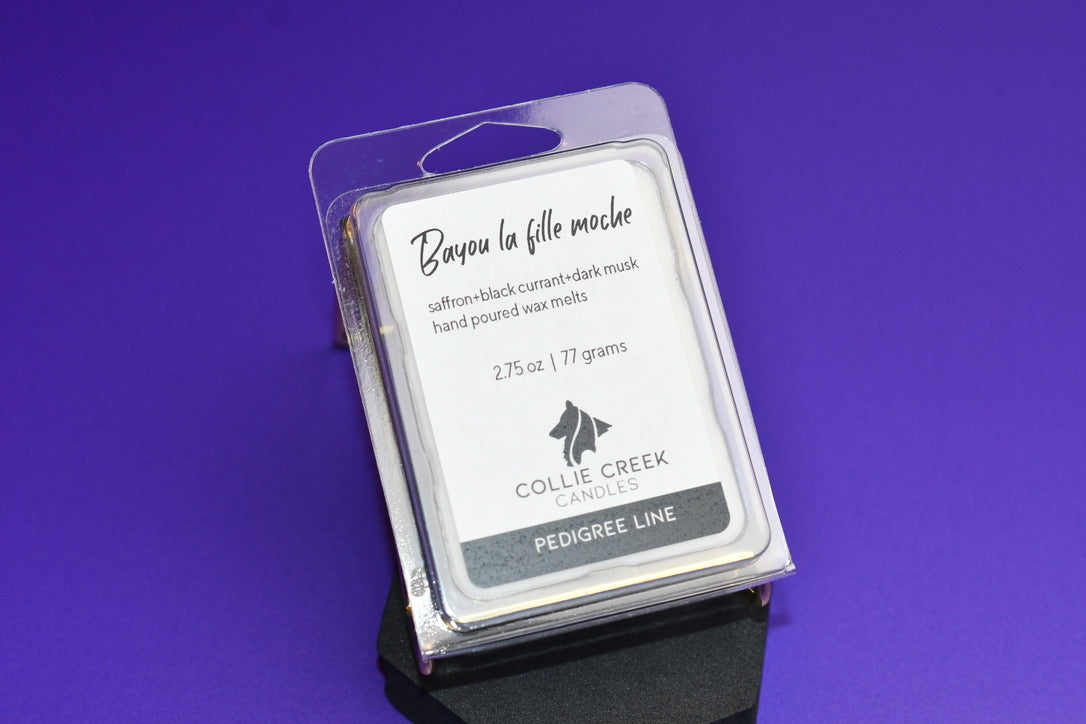 Bayou la fille moche
saffron+black currant+dark musk
hand poured wax melts
2.75 oz | 77 grams
COLLIE CREEK
CANDLES
PEDIGREE LINE